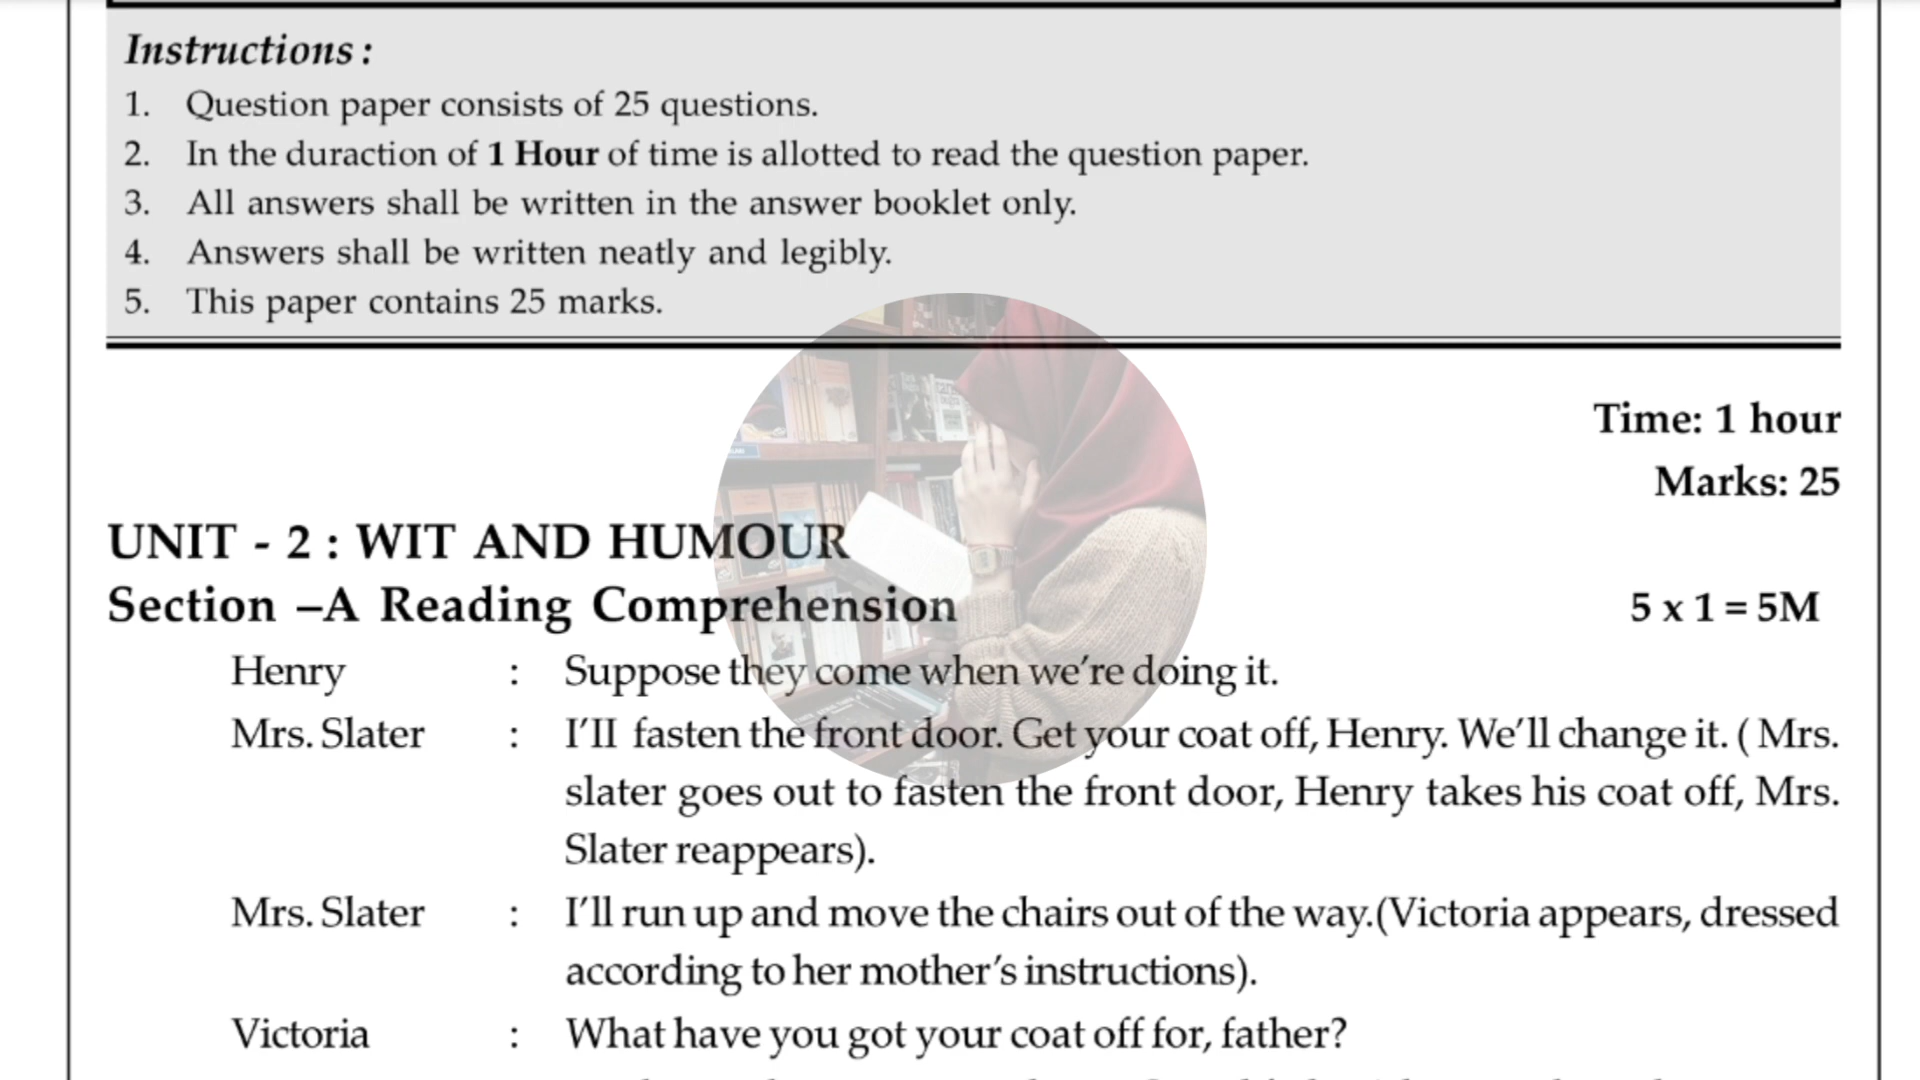 Instructions :
1. Question paper consists of 25 questions.
2. In the duraction of 1 Hour of time is allotted to read the question paper.
3. All answers shall be written in the answer booklet only.
4. Answers shall be written neatly and legibly.
5. This paper contains 25 marks.
Time: 1 hour
Marks: 25
UNIT - 2 : WIT AND HUMOUR
Section –A Reading Comprehension 5 x 1 = 5M
Henry : Suppose they come when we’re doing it.
Mrs. Slater : I’II fasten the front door. Get your coat off, Henry. We’ll change it. ( Mrs.
slater goes out to fasten the front door, Henry takes his coat off, Mrs.
Slater reappears).
Mrs. Slater : I’ll run up and move the chairs out of the way.(Victoria appears, dressed
according to her mother’s instructions).
Victoria : What have you got your coat off for, father?